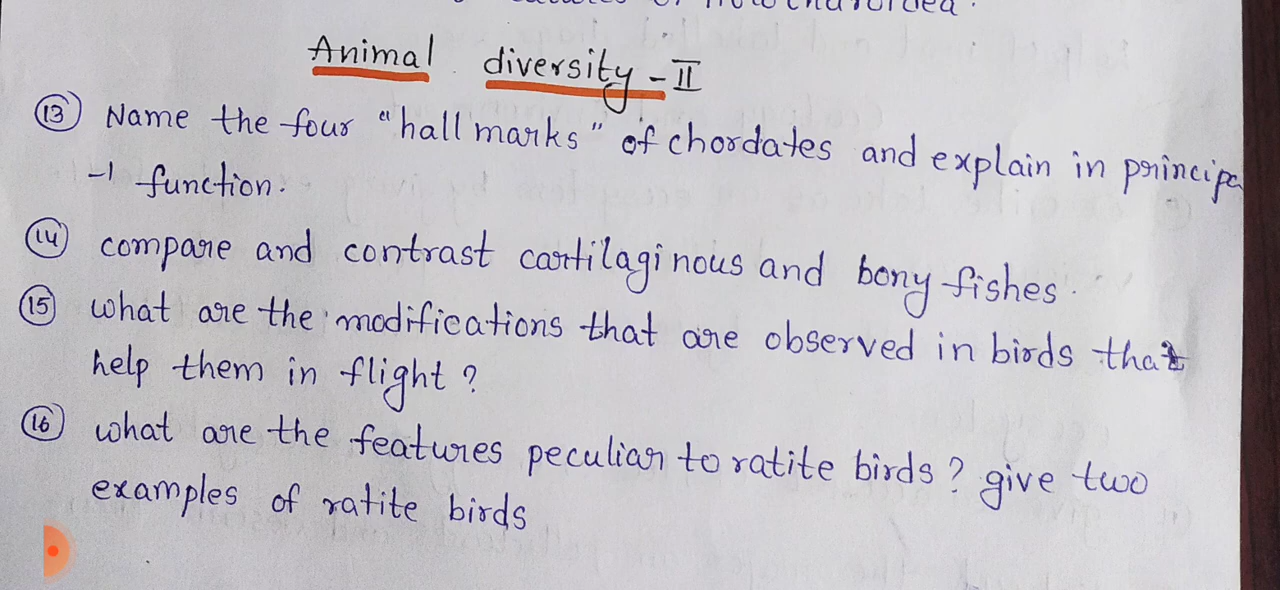 Animal diversity - II
(13) Name the four "hall marks" of chordates and explain in principa
-l function.
(14) compare and contrast cartilaginous and bony fishes.
(15) what are the modifications that are observed in birds that
help them in flight?
(16) what are the features peculiar to ratite birds? give two
examples of ratite birds